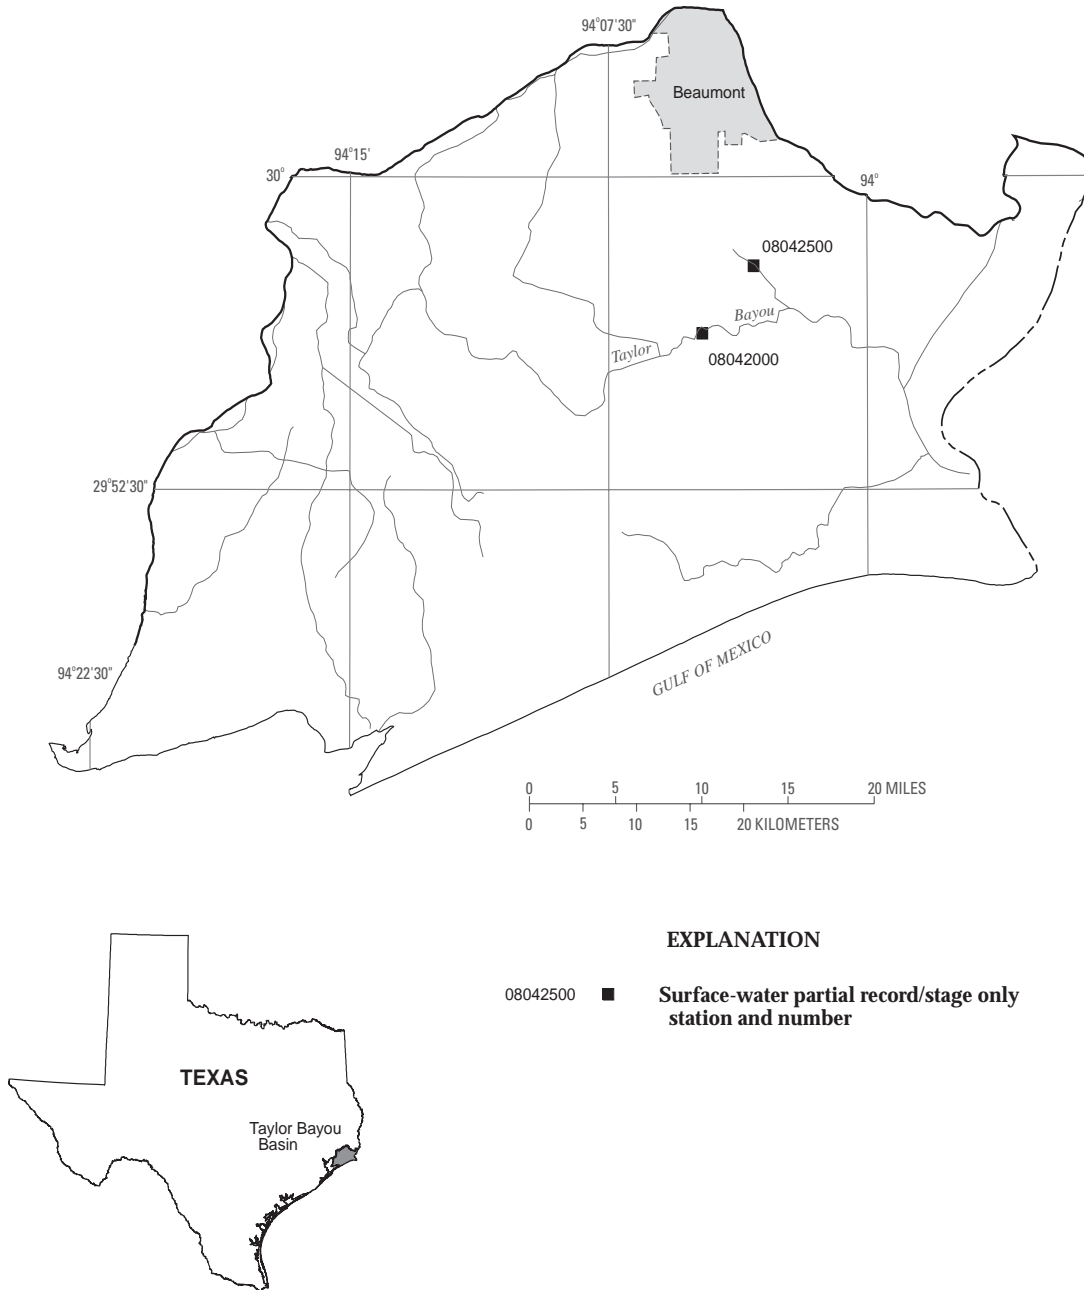 94°07'30"
Beaumont
94°15'
30°
94°
08042500
Bayou
Taylor
08042000
29°52'30"
94°22'30"
GULF OF MEXICO
0 5 10 15 20 MILES
0 5 10 15 20 KILOMETERS
EXPLANATION
08042500 Surface-water partial record/stage only
station and number
TEXAS
Taylor Bayou
Basin